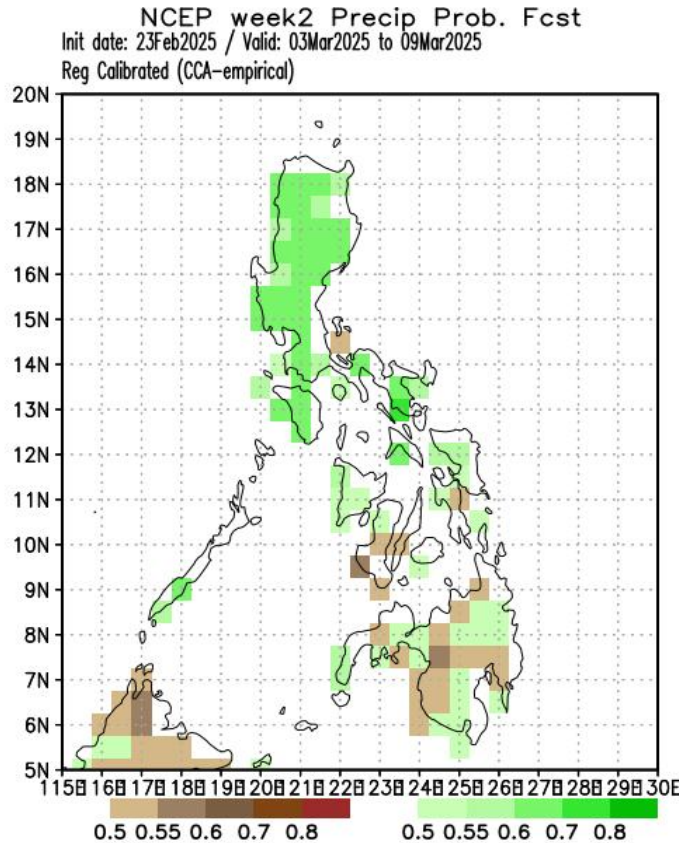 NCEP week2 Precip Prob. Fcst
Init date: 23Feb2025 / Valid: 03Mar2025 to 09Mar2025
Reg Calibrated (CCA-empirical)
20N
19N
18N
17N
16N
15N
14N
13N
12N
11N
10N
9N
8N
7N
6N
5N
115E 116E 117E 118E 119E 120E 121E 122E 123E 124E 125E 126E 127E 128E 129E 130E
0.5 0.55 0.6 0.7 0.8 0.5 0.55 0.6 0.7 0.8